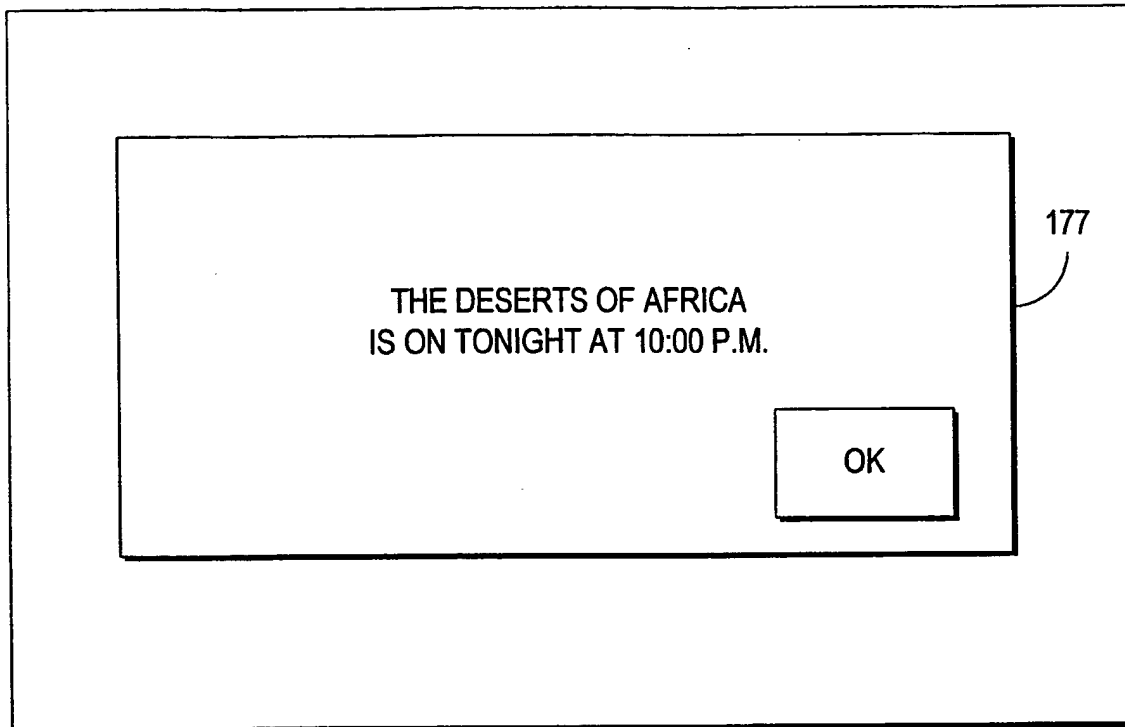 THE DESERTS OF AFRICA
IS ON TONIGHT AT 10:00 P.M.
OK
177